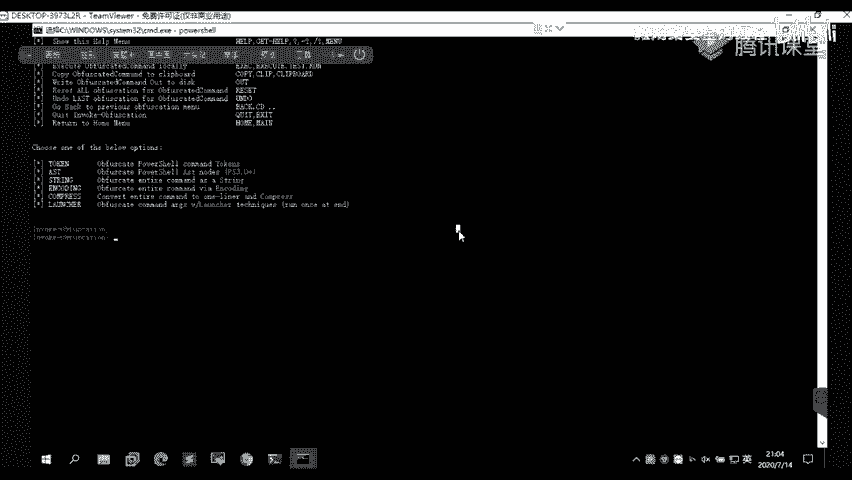 DESKTOP-3973L2R - TeamViewer - 免费许可证(仅非商业用途)
选择C:\WINDOWS\system32\cmd.exe - powershell
腾讯课堂
[*] Show this Help Menu HELP,GET-HELP,?,-?,/?,MENU
[*] Execute ObfuscatedCommand locally EXEC,EXECUTE,TEST,RUN
[*] Copy ObfuscatedCommand to clipboard COPY,CLIP,CLIPBOARD
[*] Write ObfuscatedCommand Out to disk OUT
[*] Reset ALL obfuscation for ObfuscatedCommand RESET
[*] Undo LAST obfuscation for ObfuscatedCommand UNDO
[*] Go Back to previous obfuscation menu BACK,CD ..
[*] Quit Invoke-Obfuscation QUIT,EXIT
[*] Return to Home Menu HOME,MAIN
Choose one of the below options:
[*] TOKEN Obfuscate PowerShell command Tokens
[*] AST Obfuscate PowerShell Ast nodes (PS3.0+)
[*] STRING Obfuscate entire command as a String
[*] ENCODING Obfuscate entire command via Encoding
[*] COMPRESS Convert entire command to one-liner and Compress
[*] LAUNCHER Obfuscate command args w/Launcher techniques (run once at end)
英
21:04
2020/7/14